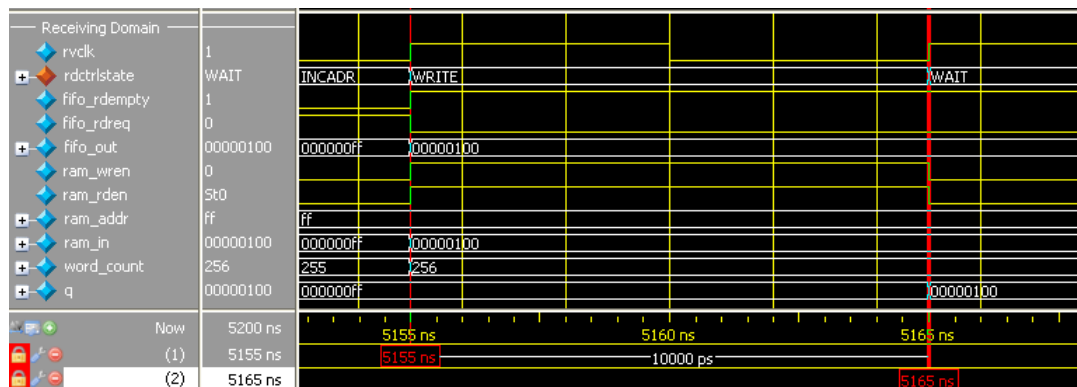 Receiving Domain
rvclk 1
rdctrlstate WAIT INCADR WRITE WAIT
fifo_rdempty 1
fifo_rdreq 0
fifo_out 00000100 000000ff 00000100
ram_wren 0
ram_rden St0
ram_addr ff ff
ram_in 00000100 000000ff 00000100
word_count 256 255 256
q 00000100 000000ff 00000100
Now 5200 ns 5155 ns 5160 ns 5165 ns
(1) 5155 ns 5155 ns 10000 ps
(2) 5165 ns 5165 ns